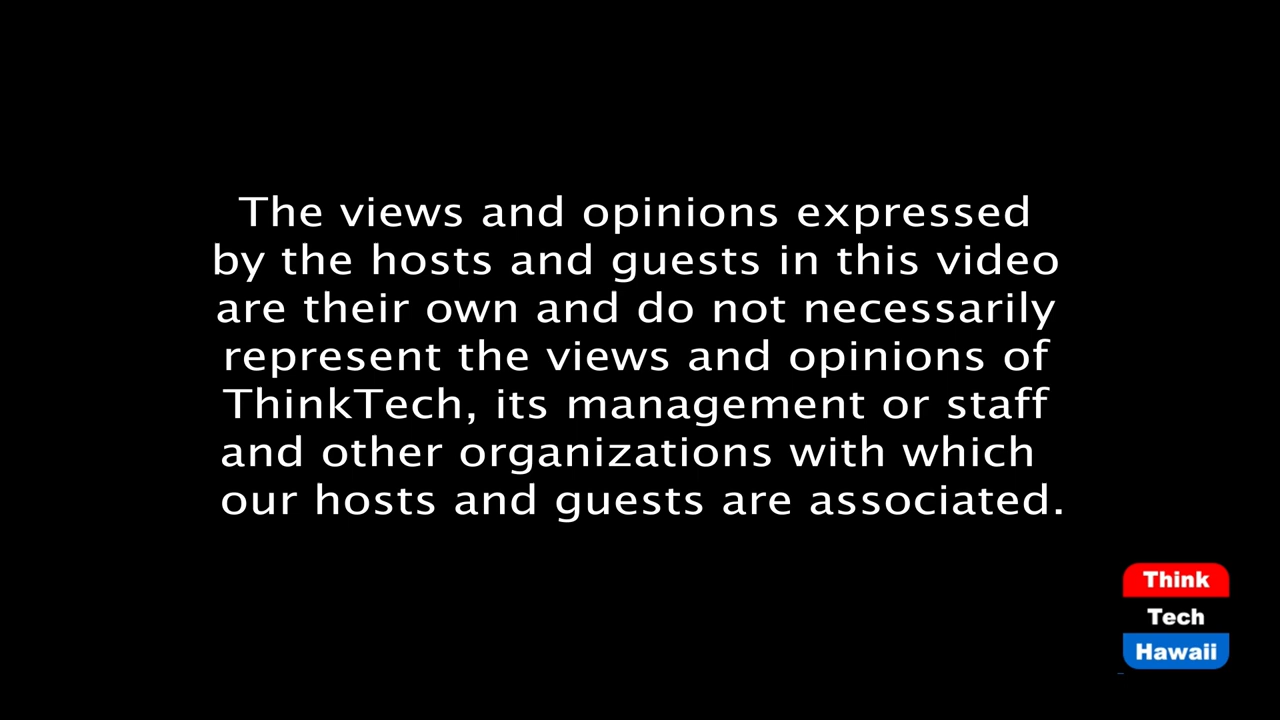 The views and opinions expressed
by the hosts and guests in this video
are their own and do not necessarily
represent the views and opinions of
ThinkTech, its management or staff
and other organizations with which
our hosts and guests are associated.
Think
Tech
Hawaii